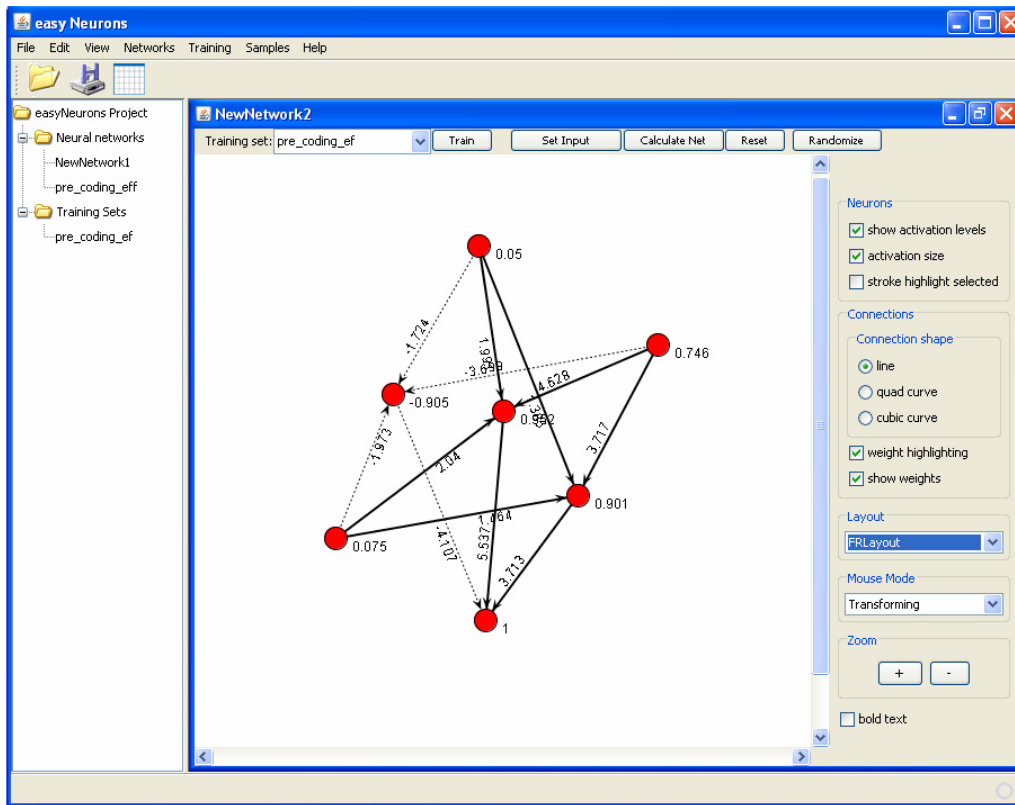 easy Neurons
File Edit View Networks Training Samples Help
easyNeurons Project
Neural networks
NewNetwork1
pre_coding_eff
Training Sets
pre_coding_ef
NewNetwork2
Training set: pre_coding_ef Train Set Input Calculate Net Reset Randomize
0.05
-1.724
0.746
-3.699
4.628
-0.905
3.717
-1.973
2.04
0.901
1.464
0.075
-4.107
5.537
3.713
1
Neurons
show activation levels
activation size
stroke highlight selected
Connections
Connection shape
line
quad curve
cubic curve
weight highlighting
show weights
Layout
FRLayout
Mouse Mode
Transforming
Zoom
+ -
bold text